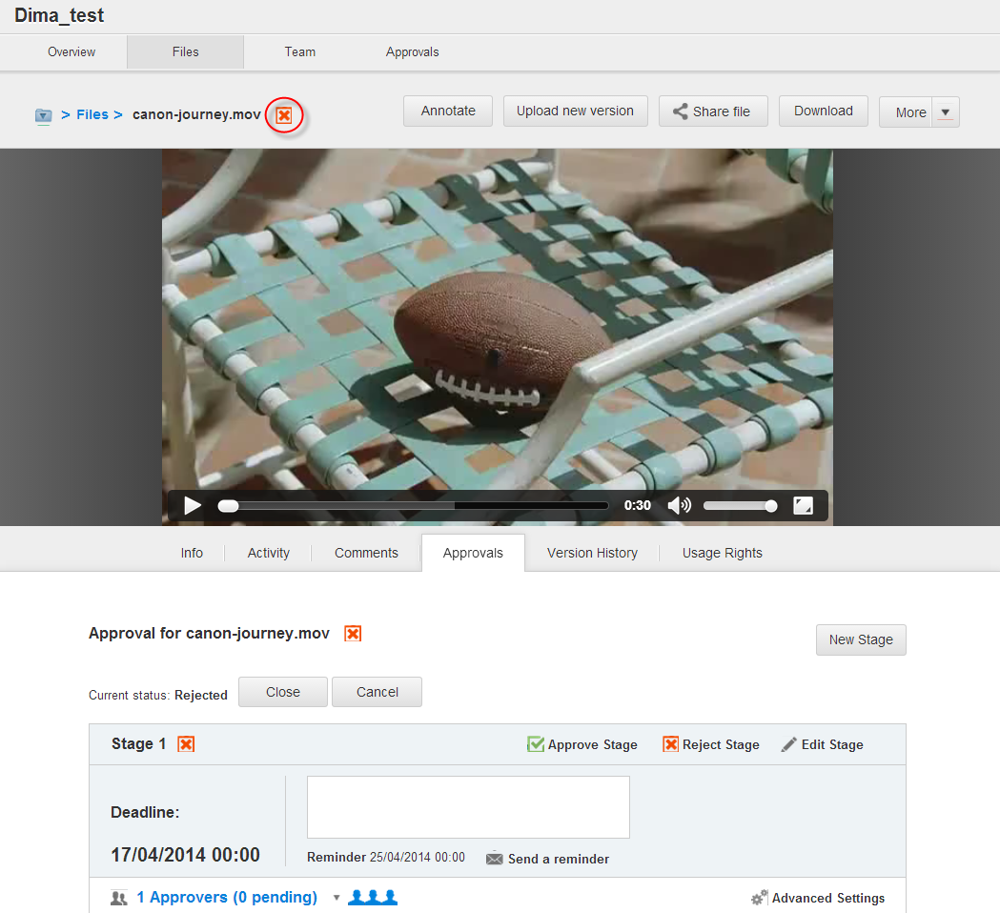 Dima_test
Overview Files Team Approvals
> Files > canon-journey.mov Annotate Upload new version Share file Download More
0:30
Info Activity Comments Approvals Version History Usage Rights
Approval for canon-journey.mov New Stage
Current status: Rejected Close Cancel
Stage 1 Approve Stage Reject Stage Edit Stage
Deadline:
17/04/2014 00:00 Reminder 25/04/2014 00:00 Send a reminder
1 Approvers (0 pending) Advanced Settings